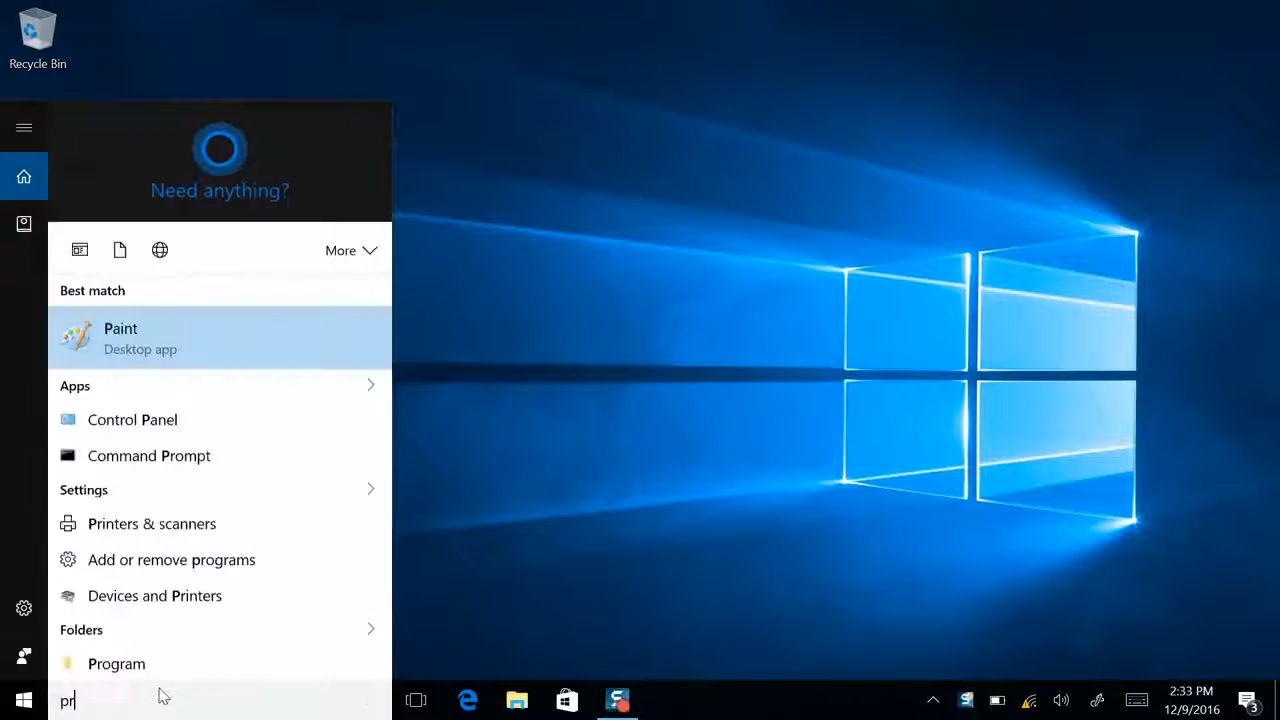 Recycle Bin
Need anything?
More
Best match
Paint
Desktop app
Apps
Control Panel
Command Prompt
Settings
Printers & scanners
Add or remove programs
Devices and Printers
Folders
Program
pr
2:33 PM
12/9/2016
3